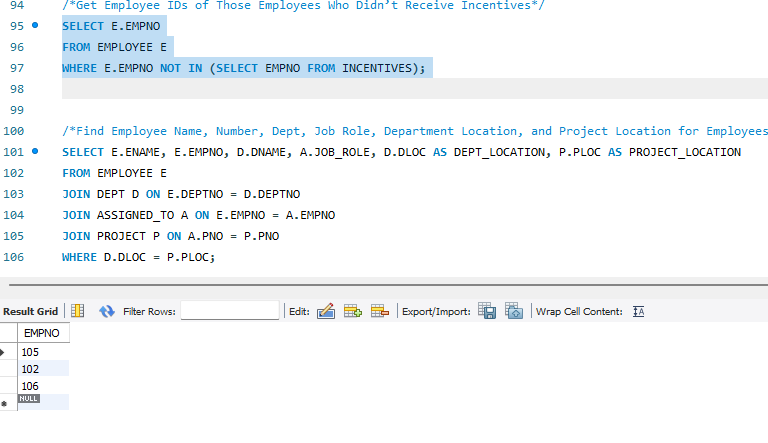 94 /*Get Employee IDs of Those Employees Who Didn’t Receive Incentives*/
95 SELECT E.EMPNO
96 FROM EMPLOYEE E
97 WHERE E.EMPNO NOT IN (SELECT EMPNO FROM INCENTIVES);
98
99
100 /*Find Employee Name, Number, Dept, Job Role, Department Location, and Project Location for Employees
101 SELECT E.ENAME, E.EMPNO, D.DNAME, A.JOB_ROLE, D.DLOC AS DEPT_LOCATION, P.PLOC AS PROJECT_LOCATION
102 FROM EMPLOYEE E
103 JOIN DEPT D ON E.DEPTNO = D.DEPTNO
104 JOIN ASSIGNED_TO A ON E.EMPNO = A.EMPNO
105 JOIN PROJECT P ON A.PNO = P.PNO
106 WHERE D.DLOC = P.PLOC;
Result Grid Filter Rows: Edit: Export/Import: Wrap Cell Content:
EMPNO
105
102
106
NULL